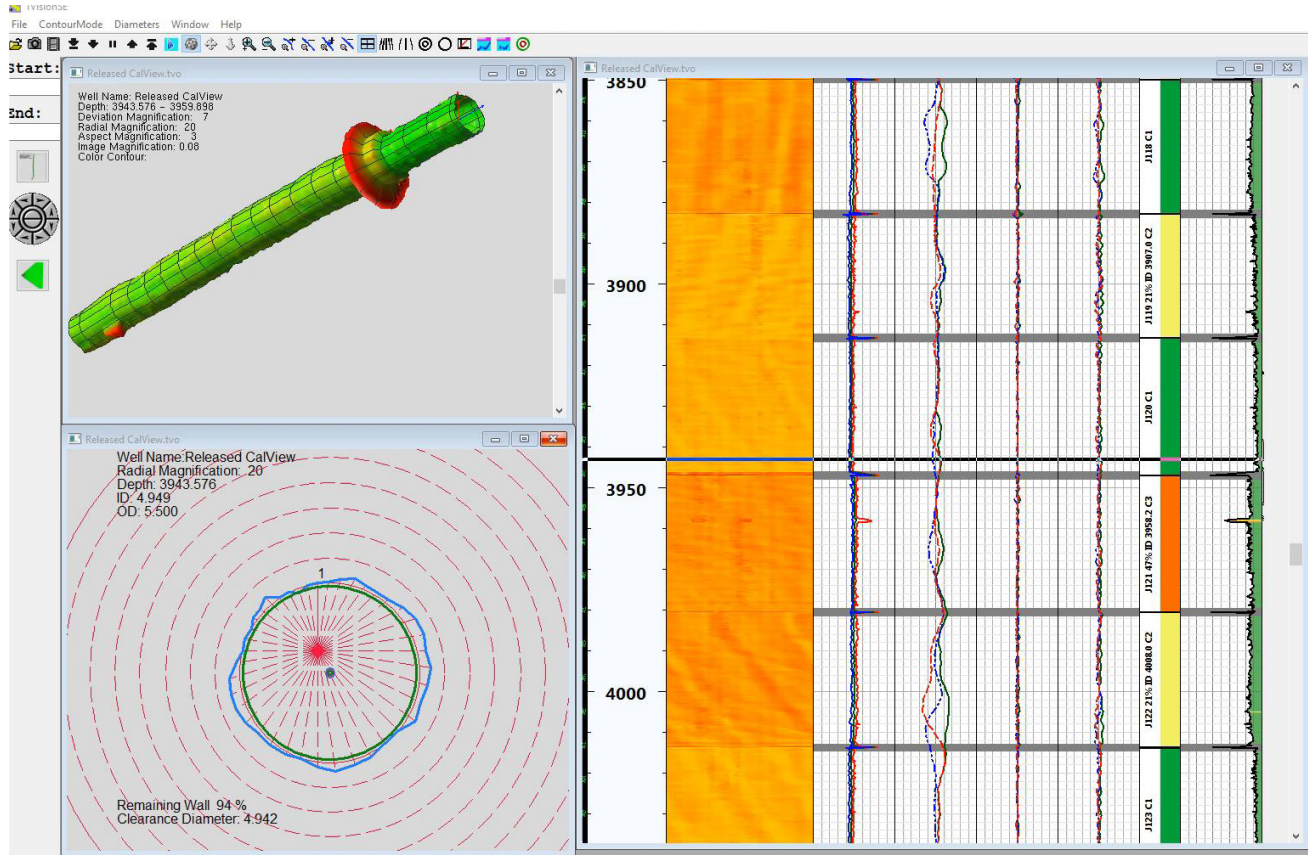 IVisionSE
File ContourMode Diameters Window Help
Start:
End:
Released CalView.tvo
Well Name: Released CalView
Depth: 3943.576 - 3959.898
Deviation Magnification: 7
Radial Magnification: 20
Aspect Magnification: 3
Image Magnification: 0.08
Color Contour:
Released CalView.tvo
Well Name:Released CalView
Radial Magnification: 20
Depth: 3943.576
ID: 4.949
OD: 5.500
1
Remaining Wall 94 %
Clearance Diameter: 4.942
Released CalView.tvo
3850
3900
3950
4000
J118 C1
J119 21% ID 3907.0 C2
J120 C1
J121 47% ID 3958.2 C3
J122 21% ID 4008.0 C2
J123 C1